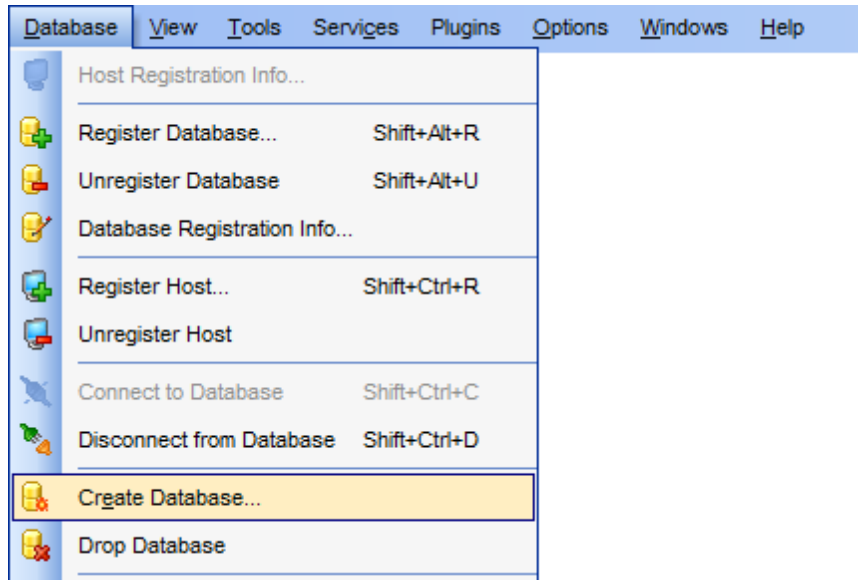 Database View Tools Services Plugins Options Windows Help
Host Registration Info...
Register Database... Shift+Alt+R
Unregister Database Shift+Alt+U
Database Registration Info...
Register Host... Shift+Ctrl+R
Unregister Host
Connect to Database Shift+Ctrl+C
Disconnect from Database Shift+Ctrl+D
Create Database...
Drop Database